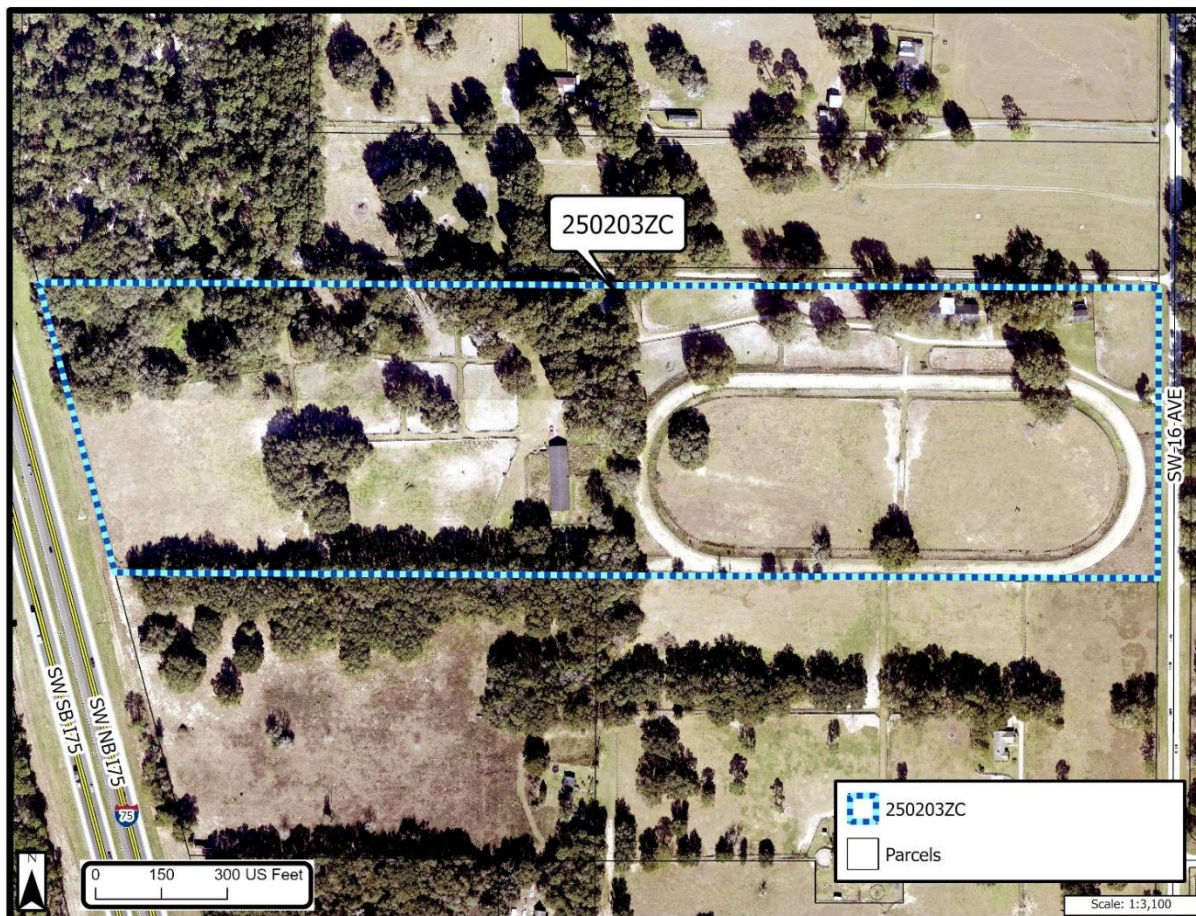 250203ZC
SW 16 AVE
SW SB I75
SW NB I75
75
N
0 150 300 US Feet
250203ZC
Parcels
Scale: 1:3,100